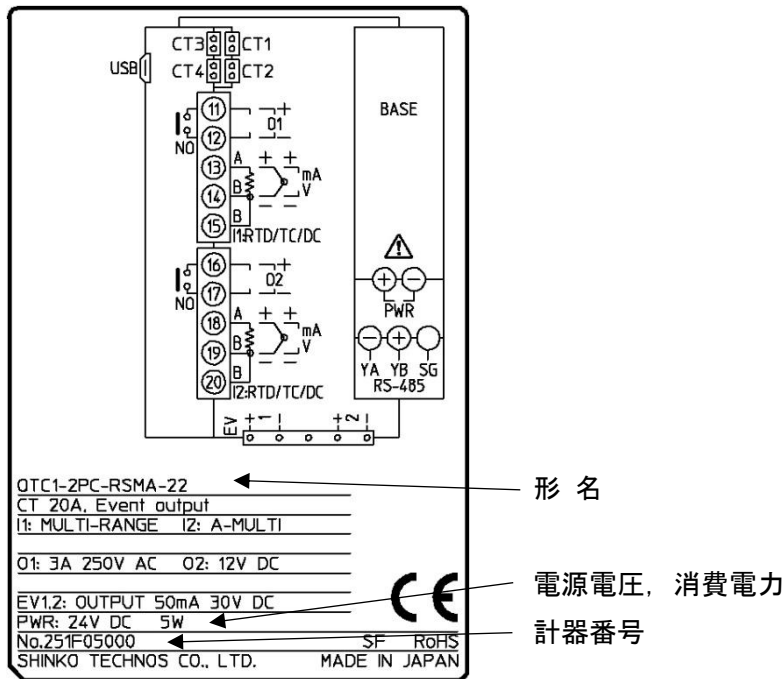 CT3 CT1
USB CT4 CT2
BASE
11 +
12 O1
NO -
13 A + + mA
14 B V
15 B - -
I1:RTD/TC/DC
16 +
17 O2
NO -
18 A + + mA
19 B V
20 B - -
I2:RTD/TC/DC
+ -
PWR
- +
YA YB SG
RS-485
EV + 1 - + 2 -
QTC1-2PC-RSMA-22
CT 20A, Event output
I1: MULTI-RANGE I2: A-MULTI
O1: 3A 250V AC O2: 12V DC
EV1,2: OUTPUT 50mA 30V DC
PWR: 24V DC 5W
No.251F05000 SF RoHS
SHINKO TECHNOS CO., LTD. MADE IN JAPAN
CE
形 名
電源電圧, 消費電力
計器番号